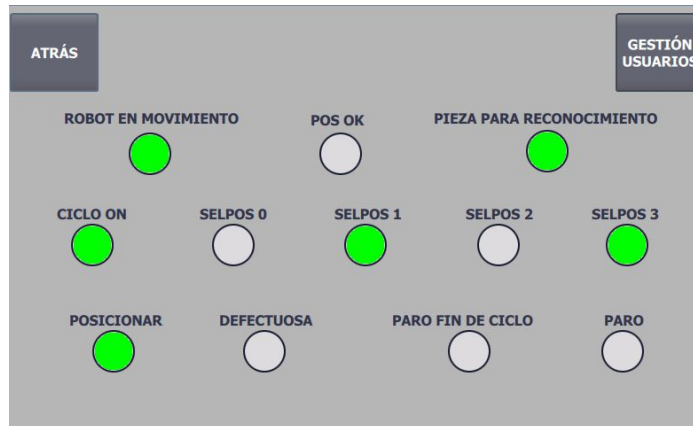 ATRÁS
GESTIÓN
USUARIOS
ROBOT EN MOVIMIENTO
POS OK
PIEZA PARA RECONOCIMIENTO
CICLO ON
SELPOS 0
SELPOS 1
SELPOS 2
SELPOS 3
POSICIONAR
DEFECTUOSA
PARO FIN DE CICLO
PARO